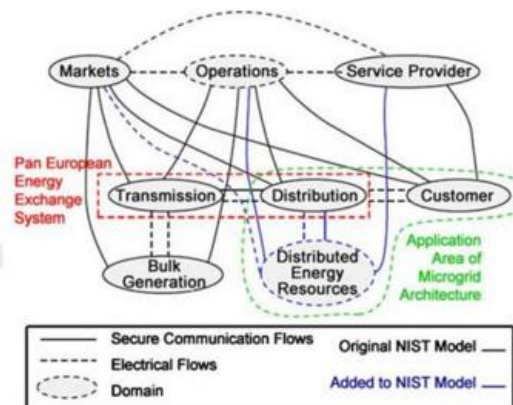 Markets
Operations
Service Provider
Pan European
Energy
Exchange
System
Transmission
Distribution
Customer
Bulk
Generation
Distributed
Energy
Resources
Application
Area of
Microgrid
Architecture
Secure Communication Flows
Electrical Flows
Domain
Original NIST Model
Added to NIST Model